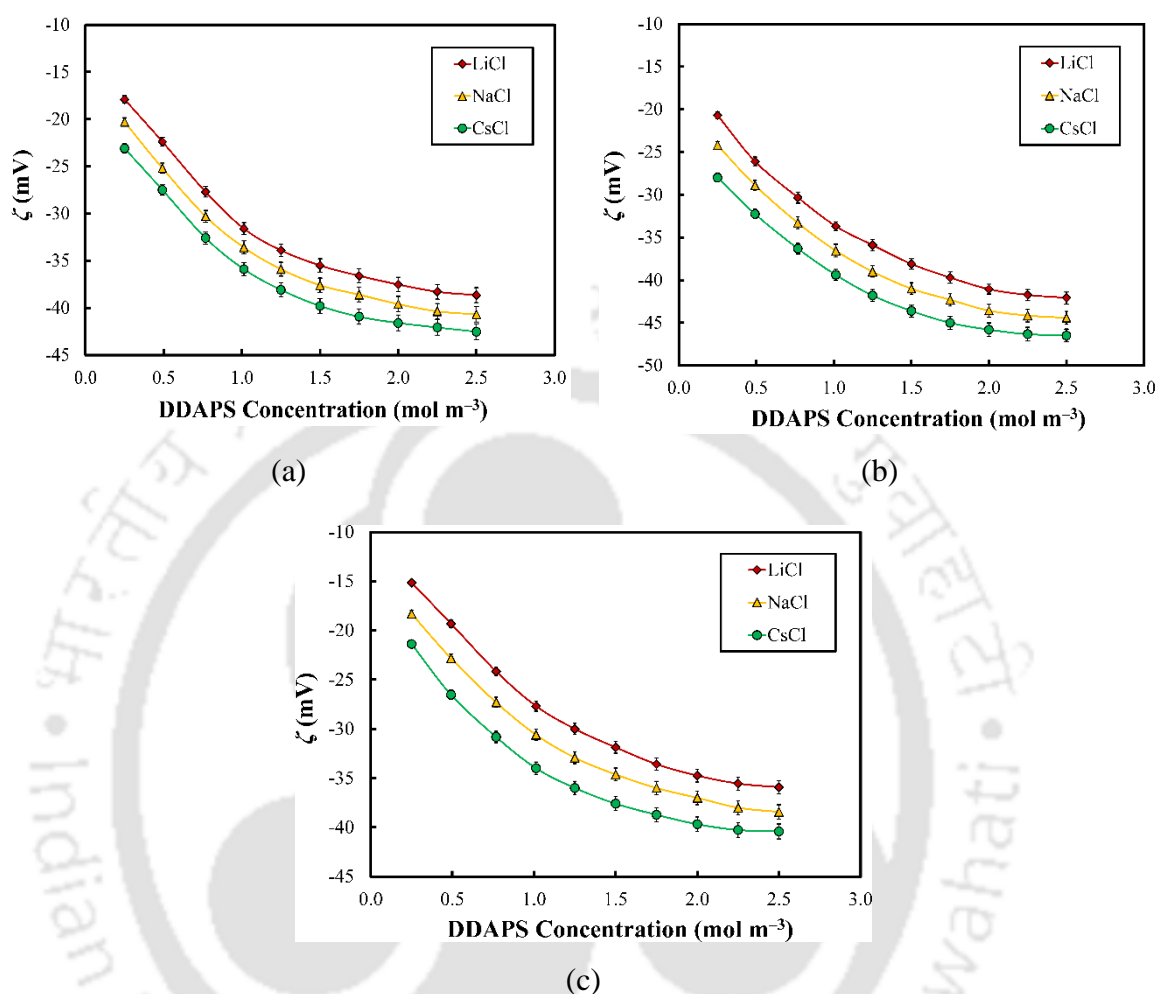 -10
-15
-20
-25
-30
-35
-40
-45
ζ (mV)
LiCl
NaCl
CsCl
0.0 0.5 1.0 1.5 2.0 2.5 3.0
DDAPS Concentration (mol m⁻³)
(a)
-10
-15
-20
-25
-30
-35
-40
-45
-50
ζ (mV)
LiCl
NaCl
CsCl
0.0 0.5 1.0 1.5 2.0 2.5 3.0
DDAPS Concentration (mol m⁻³)
(b)
-10
-15
-20
-25
-30
-35
-40
-45
ζ (mV)
LiCl
NaCl
CsCl
0.0 0.5 1.0 1.5 2.0 2.5 3.0
DDAPS Concentration (mol m⁻³)
(c)
भारतीय
Indian
wahati